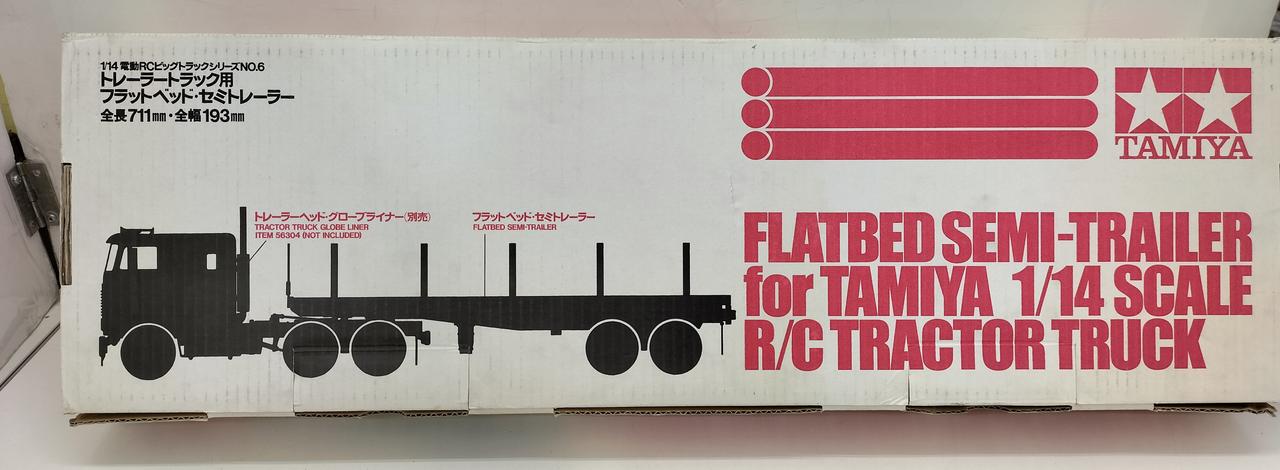 1/14 電動RCビッグトラックシリーズNO.6
トレーラートラック用
フラットベッド・セミトレーラー
全長711㎜・全幅193㎜
TAMIYA
トレーラーヘッド・グローブライナー(別売)
TRACTOR TRUCK GLOBE LINER
ITEM 56304 (NOT INCLUDED)
フラットベッド・セミトレーラー
FLATBED SEMI-TRAILER
FLATBED SEMI-TRAILER
for TAMIYA 1/14 SCALE
R/C TRACTOR TRUCK